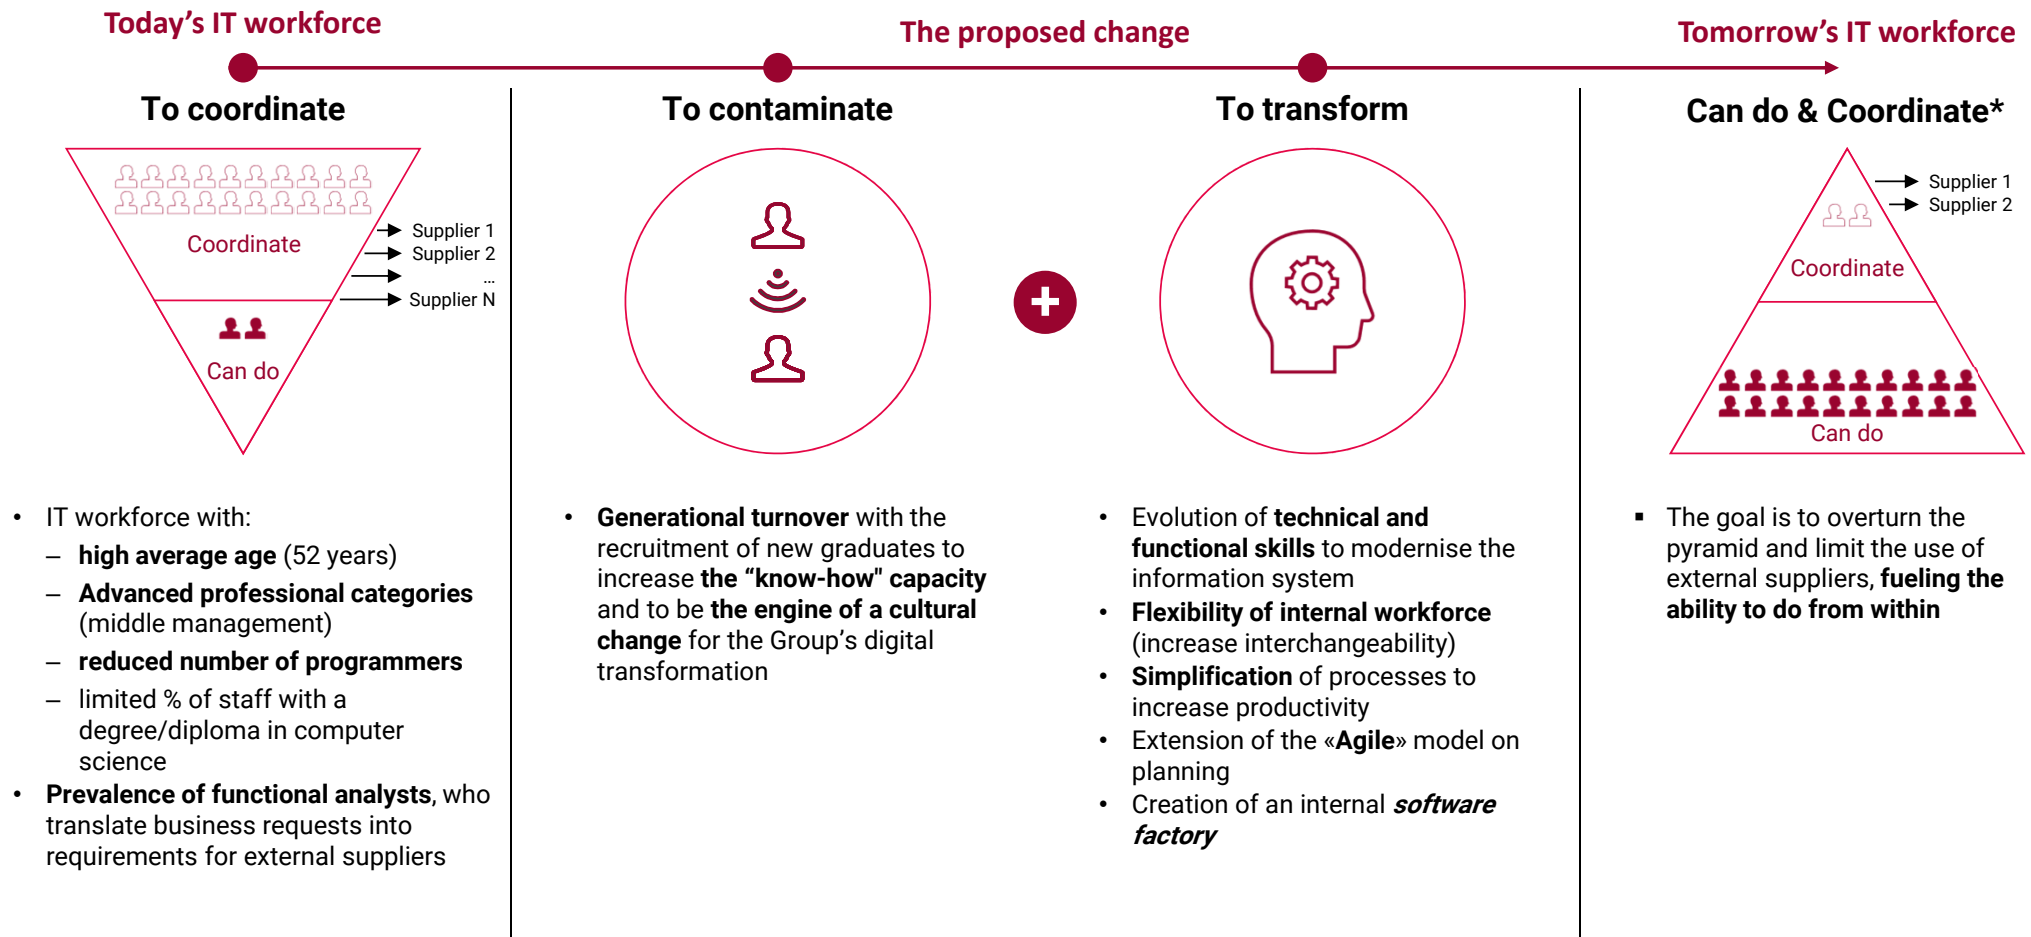 Today's IT workforce
The proposed change
Tomorrow's IT workforce
To coordinate
Coordinate
Supplier 1
Supplier 2
...
Supplier N
Can do
• IT workforce with:
– high average age (52 years)
– Advanced professional categories
(middle management)
– reduced number of programmers
– limited % of staff with a
degree/diploma in computer
science
• Prevalence of functional analysts, who
translate business requests into
requirements for external suppliers
To contaminate
• Generational turnover with the
recruitment of new graduates to
increase the “know-how" capacity
and to be the engine of a cultural
change for the Group’s digital
transformation
To transform
• Evolution of technical and
functional skills to modernise the
information system
• Flexibility of internal workforce
(increase interchangeability)
• Simplification of processes to
increase productivity
• Extension of the «Agile» model on
planning
• Creation of an internal software
factory
Can do & Coordinate*
Supplier 1
Supplier 2
Coordinate
Can do
▪ The goal is to overturn the
pyramid and limit the use of
external suppliers, fueling the
ability to do from within